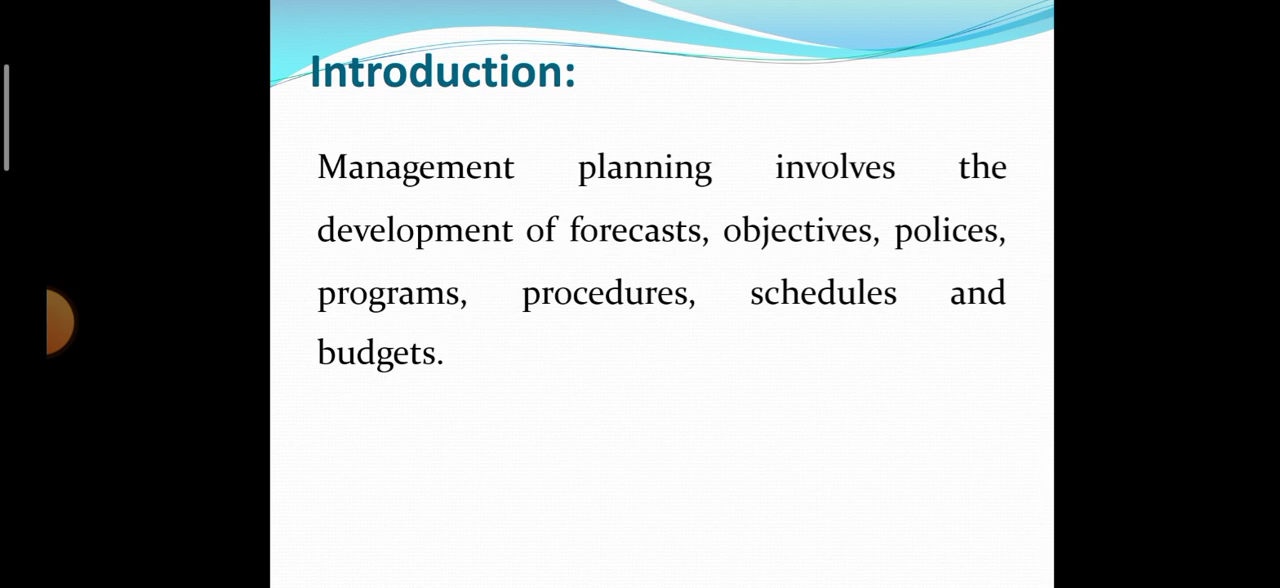 Introduction:
Management planning involves the
development of forecasts, objectives, polices,
programs, procedures, schedules and
budgets.